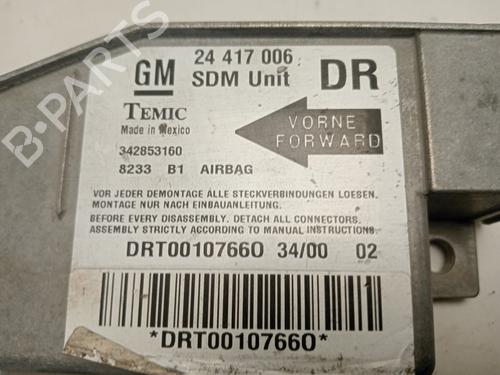 B-PARTS
GM
24 417 006
SDM Unit
DR
TEMIC
Made in Mexico
VORNE
FORWARD
342853160
8233 B1 AIRBAG
VOR JEDER DEMONTAGE ALLE STECKVERBINDUNGEN LOESEN.
MONTAGE NUR NACH EINBAUANLEITUNG.
BEFORE EVERY DISASSEMBLY. DETACH ALL CONNECTORS.
ASSEMBLY STRICTLY ACCORDING TO MANUAL INSTRUCTIONS.
DRT00107660 34/00 02
*DRT00107660*